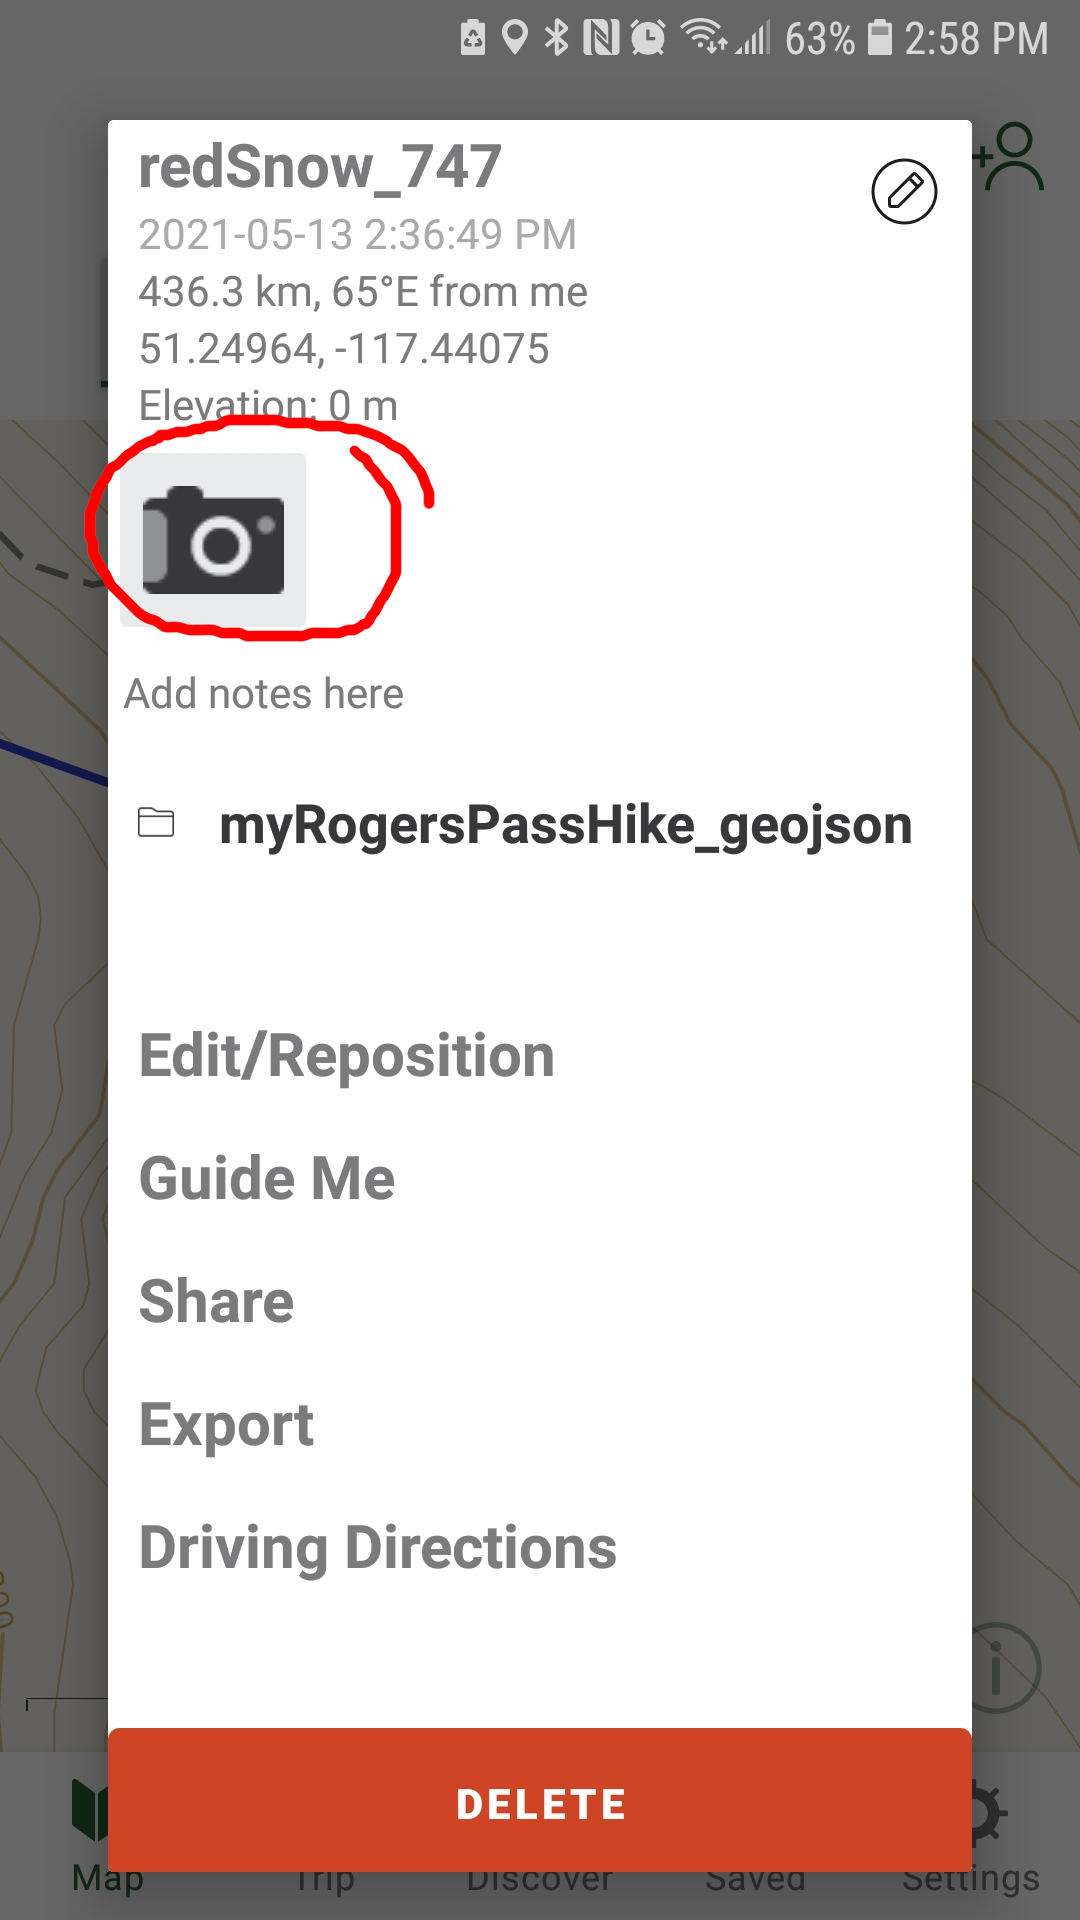 63% 2:58 PM
redSnow_747
2021-05-13 2:36:49 PM
436.3 km, 65°E from me
51.24964, -117.44075
Elevation: 0 m
Add notes here
myRogersPassHike_geojson
Edit/Reposition
Guide Me
Share
Export
Driving Directions
DELETE
Map Trip Discover Saved Settings